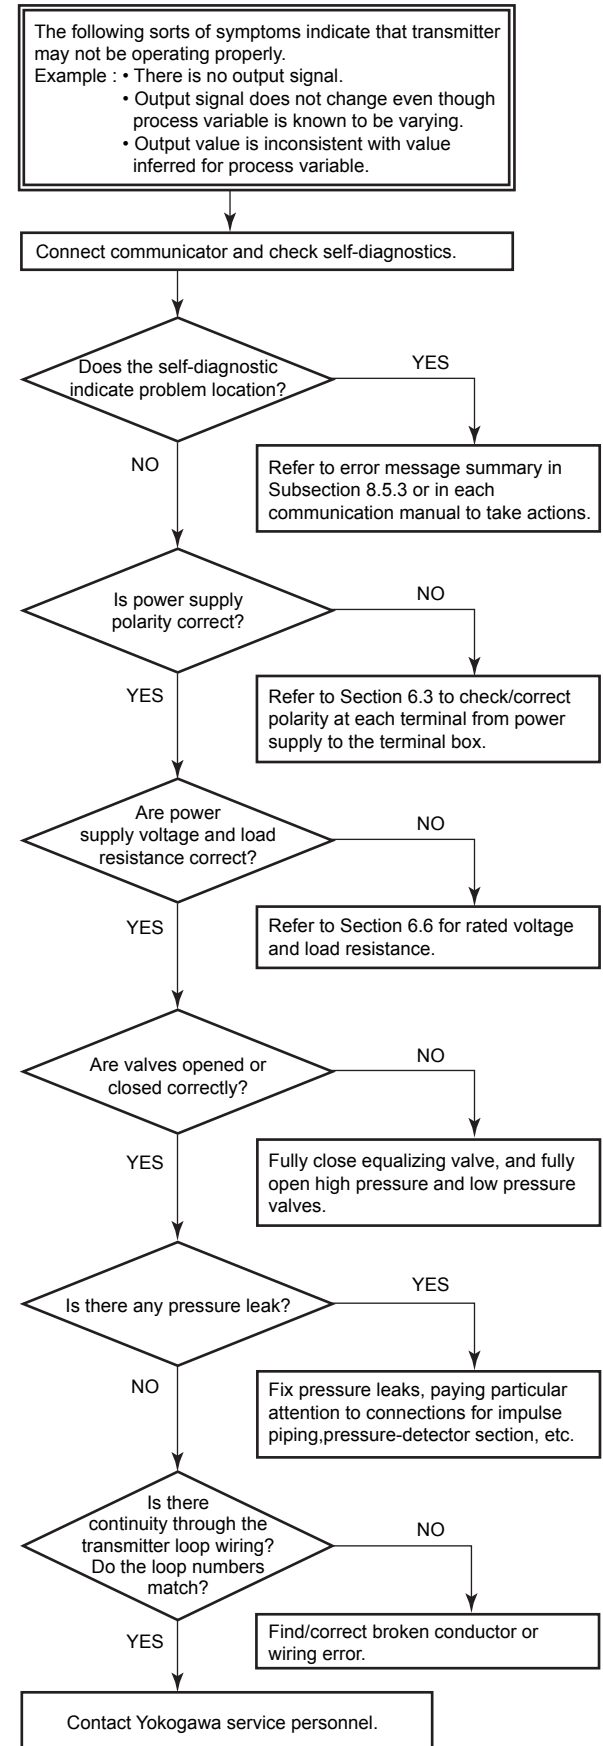 The following sorts of symptoms indicate that transmitter
may not be operating properly.
Example : • There is no output signal.
• Output signal does not change even though
process variable is known to be varying.
• Output value is inconsistent with value
inferred for process variable.
Connect communicator and check self-diagnostics.
Does the self-diagnostic
indicate problem location?
YES
NO
Refer to error message summary in
Subsection 8.5.3 or in each
communication manual to take actions.
Is power supply
polarity correct?
NO
YES
Refer to Section 6.3 to check/correct
polarity at each terminal from power
supply to the terminal box.
Are power
supply voltage and load
resistance correct?
NO
YES
Refer to Section 6.6 for rated voltage
and load resistance.
Are valves opened or
closed correctly?
NO
YES
Fully close equalizing valve, and fully
open high pressure and low pressure
valves.
Is there any pressure leak?
YES
NO
Fix pressure leaks, paying particular
attention to connections for impulse
piping,pressure-detector section, etc.
Is there
continuity through the
transmitter loop wiring?
Do the loop numbers
match?
NO
YES
Find/correct broken conductor or
wiring error.
Contact Yokogawa service personnel.